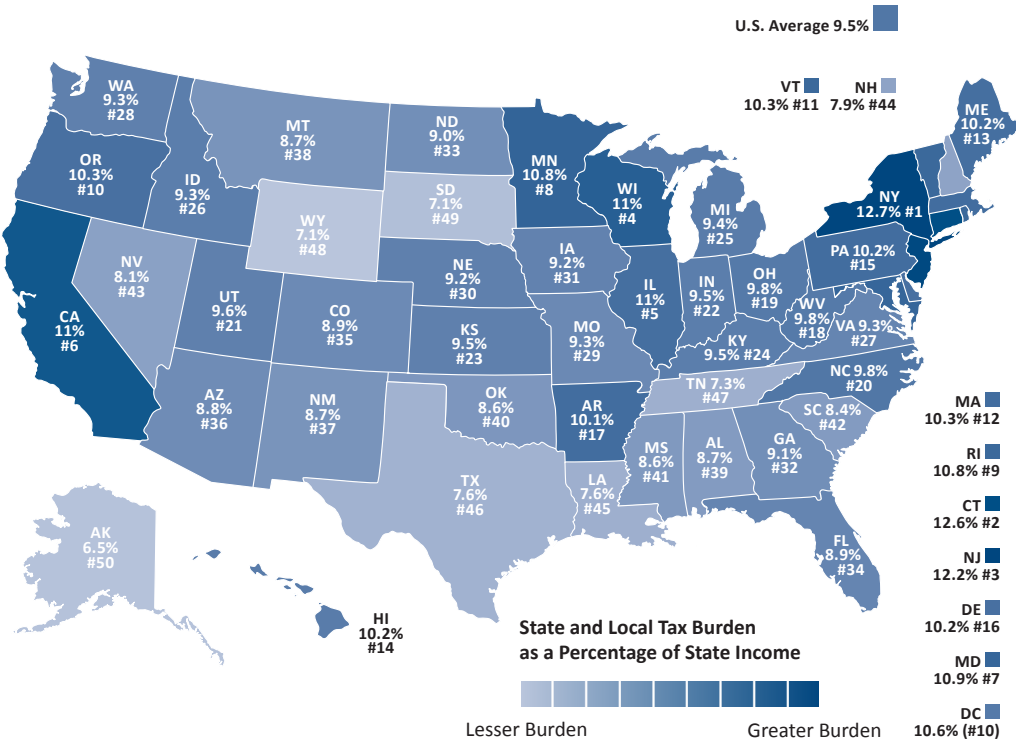 U.S. Average 9.5%
VT
10.3% #11
NH
7.9% #44
WA
9.3%
#28
MT
8.7%
#38
ND
9.0%
#33
MN
10.8%
#8
ME
10.2%
#13
OR
10.3%
#10
ID
9.3%
#26
SD
7.1%
#49
WI
11%
#4
MI
9.4%
#25
NY
12.7% #1
WY
7.1%
#48
NV
8.1%
#43
NE
9.2%
#30
IA
9.2%
#31
PA 10.2%
#15
CA
11%
#6
UT
9.6%
#21
CO
8.9%
#35
KS
9.5%
#23
MO
9.3%
#29
IL
11%
#5
IN
9.5%
#22
OH
9.8%
#19
WV
9.8%
#18
VA 9.3%
#27
KY
9.5% #24
AZ
8.8%
#36
NM
8.7%
#37
OK
8.6%
#40
AR
10.1%
#17
TN 7.3%
#47
NC 9.8%
#20
SC 8.4%
#42
TX
7.6%
#46
LA
7.6%
#45
MS
8.6%
#41
AL
8.7%
#39
GA
9.1%
#32
FL
8.9%
#34
AK
6.5%
#50
HI
10.2%
#14
MA
10.3% #12
RI
10.8% #9
CT
12.6% #2
NJ
12.2% #3
DE
10.2% #16
MD
10.9% #7
DC
10.6% (#10)
State and Local Tax Burden
as a Percentage of State Income
Lesser Burden
Greater Burden